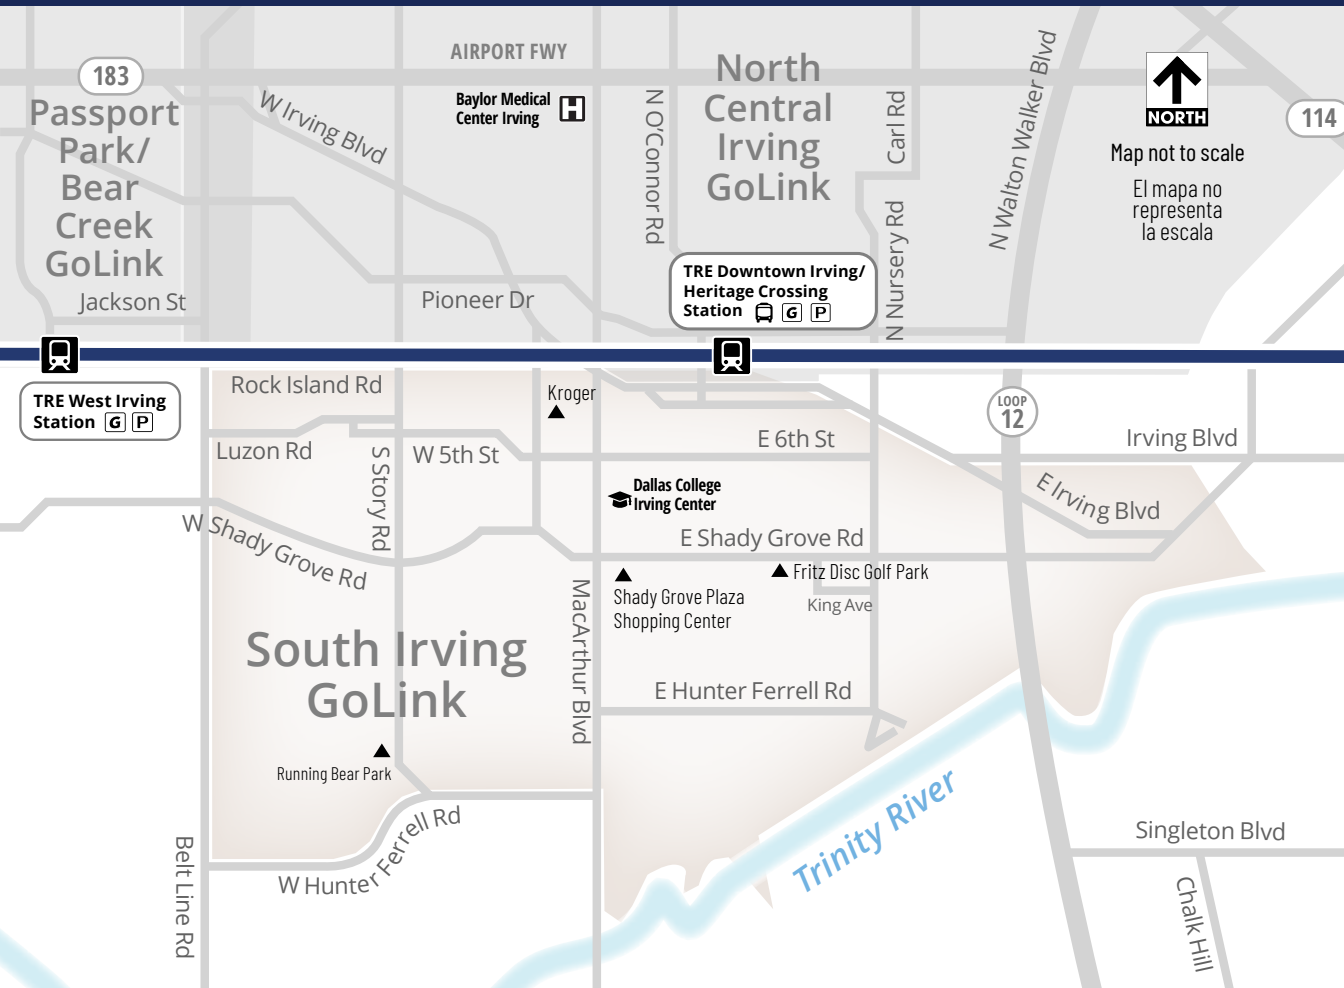 AIRPORT FWY
183
Passport
Park/
Bear
Creek
GoLink
W Irving Blvd
Baylor Medical
Center Irving
H
N O'Connor Rd
North
Central
Irving
GoLink
Carl Rd
N Nursery Rd
N Walton Walker Blvd
NORTH
114
Map not to scale
El mapa no
representa
la escala
Jackson St
Pioneer Dr
TRE Downtown Irving/
Heritage Crossing
Station G P
TRE West Irving
Station G P
Rock Island Rd
Kroger
LOOP
12
Luzon Rd
S Story Rd
W 5th St
E 6th St
Irving Blvd
E Irving Blvd
Dallas College
Irving Center
W Shady Grove Rd
E Shady Grove Rd
Fritz Disc Golf Park
King Ave
Shady Grove Plaza
Shopping Center
MacArthur Blvd
South Irving
GoLink
E Hunter Ferrell Rd
Running Bear Park
W Hunter Ferrell Rd
Belt Line Rd
Trinity River
Singleton Blvd
Chalk Hill